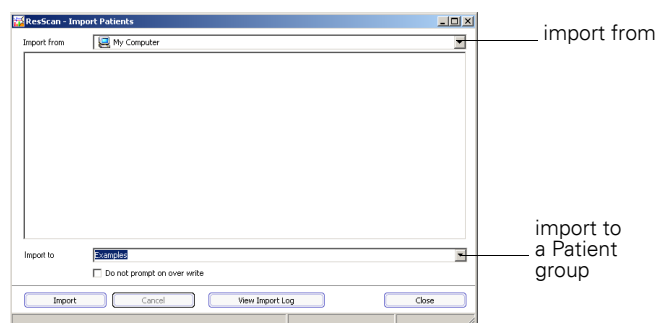 ResScan - Import Patients
Import from
My Computer
import from
Import to
Examples
import to
a Patient
group
Do not prompt on over write
Import
Cancel
View Import Log
Close